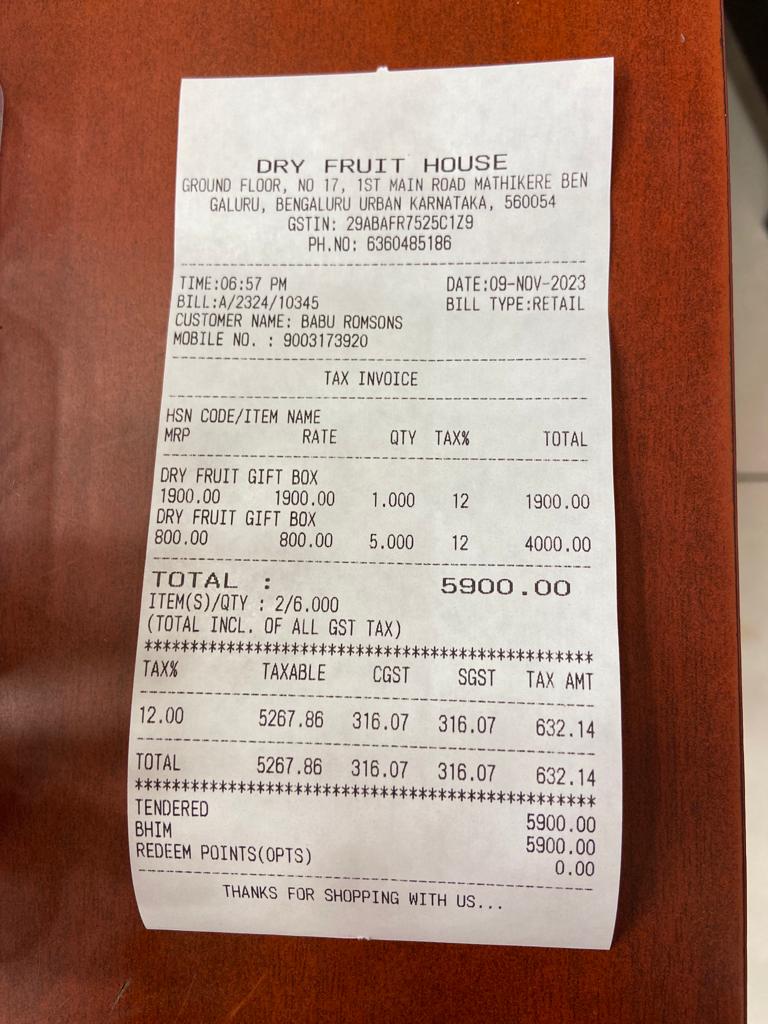 DRY FRUIT HOUSE
GROUND FLOOR, NO 17, 1ST MAIN ROAD MATHIKERE BEN
GALURU, BENGALURU URBAN KARNATAKA, 560054
GSTIN: 29ABAFR7525C1Z9
PH.NO: 6360485186
TIME:06:57 PM DATE:09-NOV-2023
BILL:A/2324/10345 BILL TYPE:RETAIL
CUSTOMER NAME: BABU ROMSONS
MOBILE NO. : 9003173920
TAX INVOICE
HSN CODE/ITEM NAME
MRP RATE QTY TAX% TOTAL
DRY FRUIT GIFT BOX
1900.00 1900.00 1.000 12 1900.00
DRY FRUIT GIFT BOX
800.00 800.00 5.000 12 4000.00
TOTAL : 5900.00
ITEM(S)/QTY : 2/6.000
(TOTAL INCL. OF ALL GST TAX)
******************************************
TAX% TAXABLE CGST SGST TAX AMT
12.00 5267.86 316.07 316.07 632.14
TOTAL 5267.86 316.07 316.07 632.14
******************************************
TENDERED 5900.00
BHIM 5900.00
REDEEM POINTS(OPTS) 0.00
THANKS FOR SHOPPING WITH US...